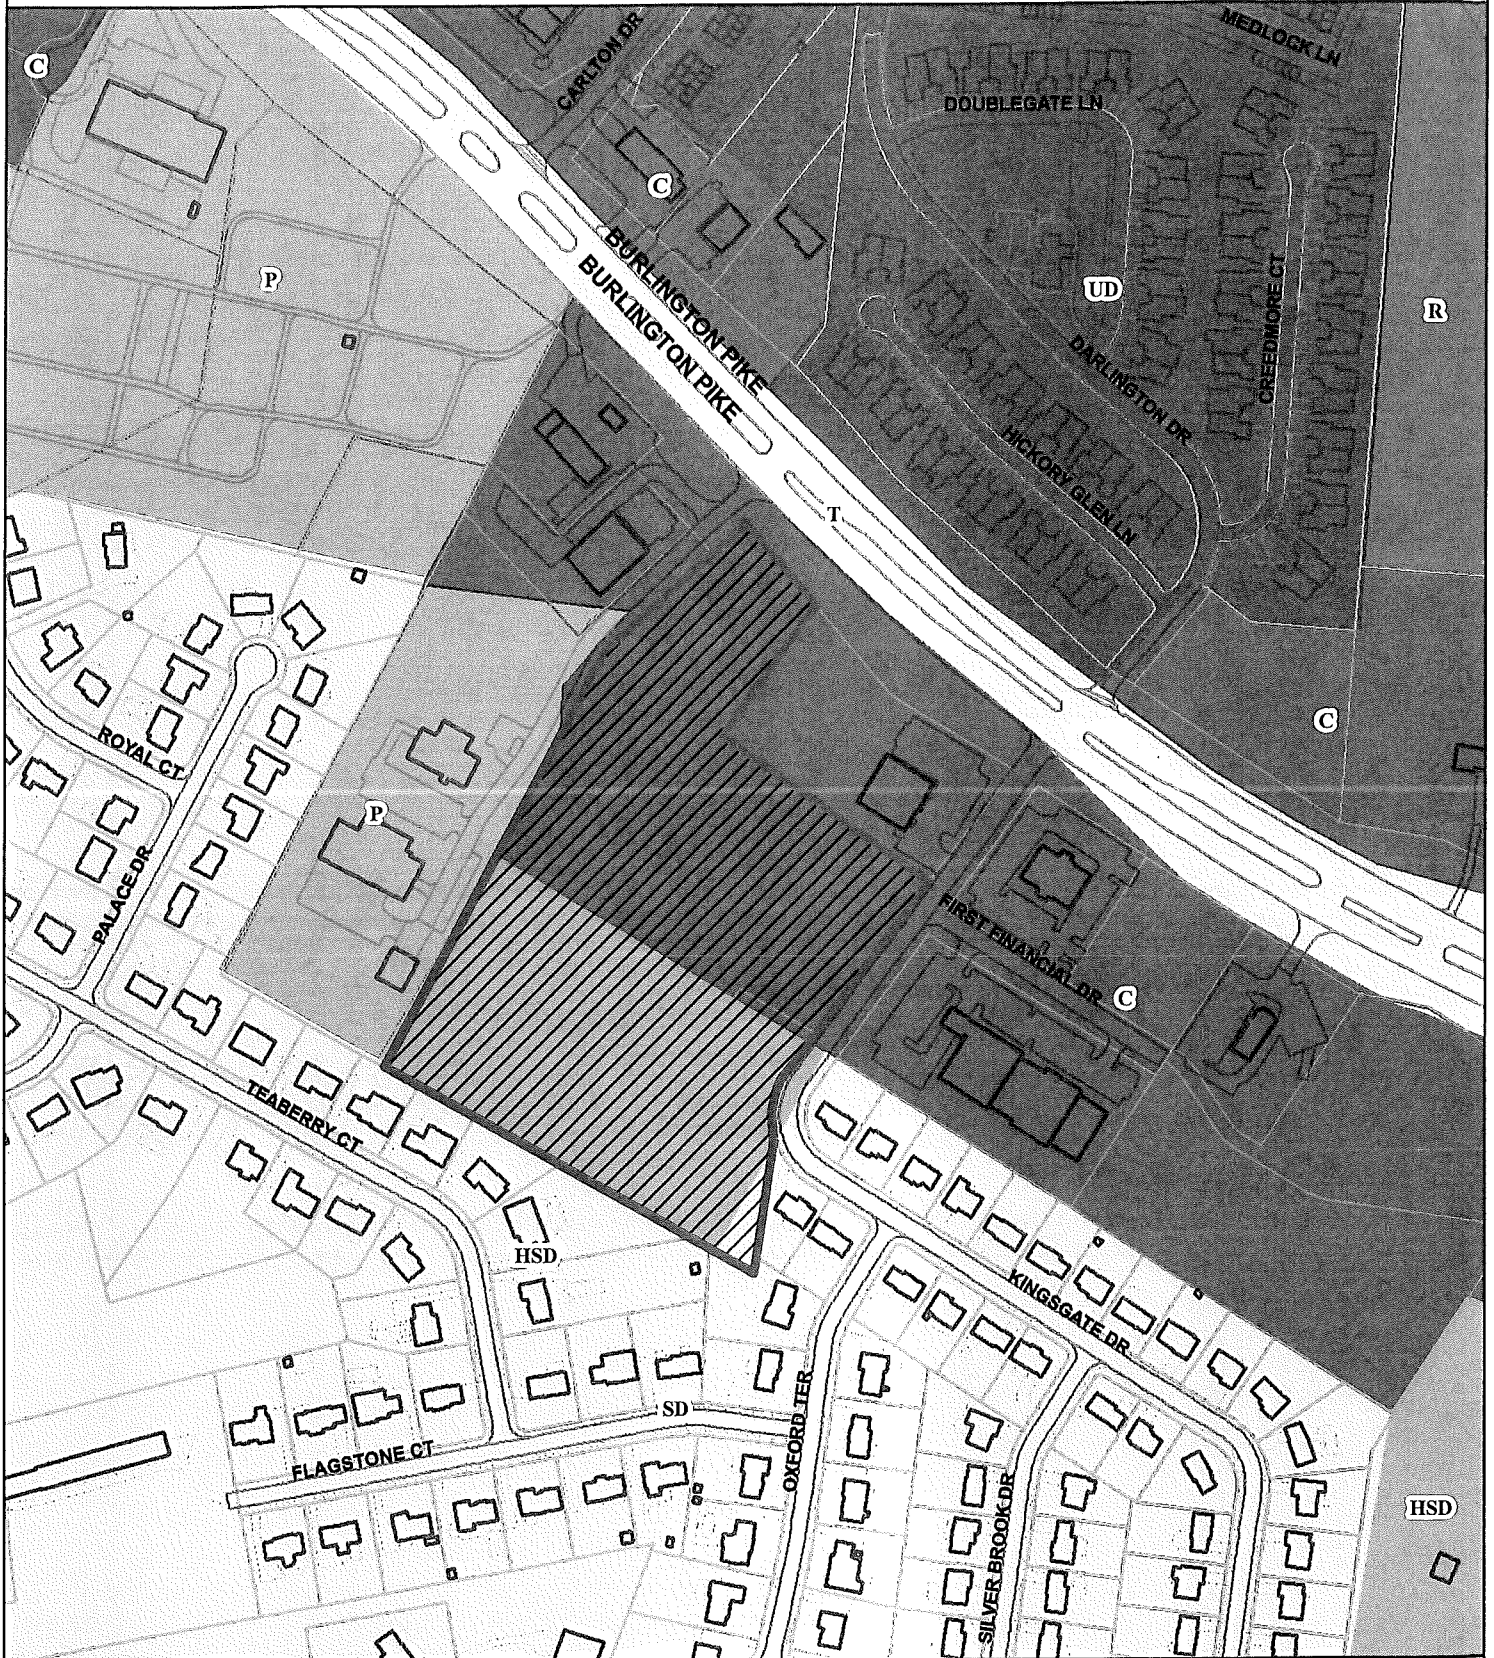 MEDLOCK LN
CARLTON DR
C
DOUBLEGATE LN
C
BURLINGTON PIKE
BURLINGTON PIKE
P
UD
CREEDMORE CT
R
DARLINGTON DR
HICKORY GLEN LN
T
ROYAL CT
C
P
PALACE DR
FIRST FINANCIAL DR
C
TEABERRY CT
HSD
KINGSGATE DR
SD
OXFORD TER
FLAGSTONE CT
SILVER BROOK DR
HSD